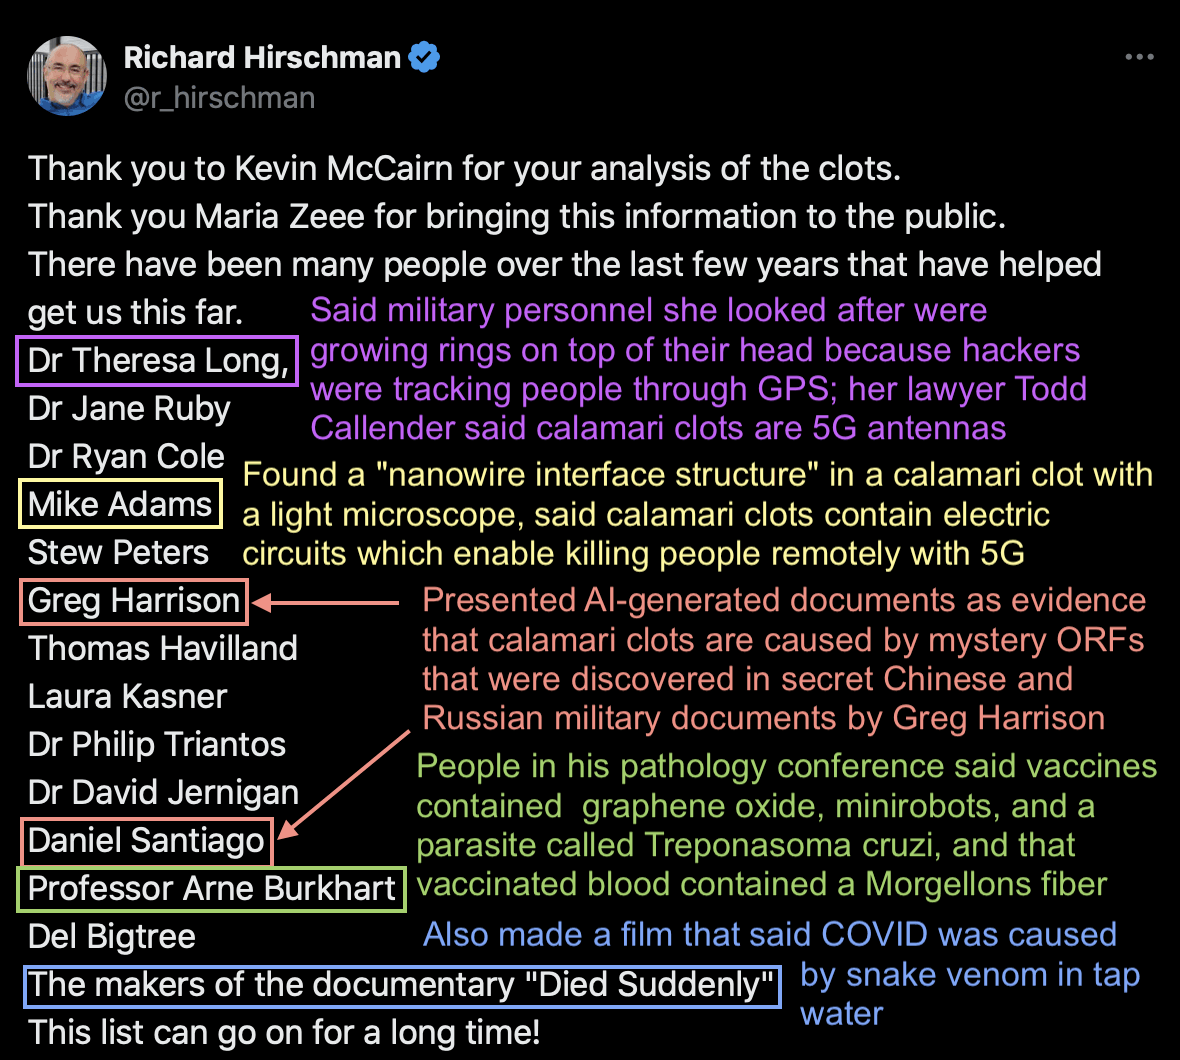 Richard Hirschman
@r_hirschman
Thank you to Kevin McCairn for your analysis of the clots.
Thank you Maria Zeee for bringing this information to the public.
There have been many people over the last few years that have helped
get us this far.
Said military personnel she looked after were
growing rings on top of their head because hackers
were tracking people through GPS; her lawyer Todd
Callender said calamari clots are 5G antennas
Dr Theresa Long,
Dr Jane Ruby
Dr Ryan Cole
Mike Adams
Found a "nanowire interface structure" in a calamari clot with
a light microscope, said calamari clots contain electric
circuits which enable killing people remotely with 5G
Stew Peters
Greg Harrison
Presented AI-generated documents as evidence
that calamari clots are caused by mystery ORFs
that were discovered in secret Chinese and
Russian military documents by Greg Harrison
Thomas Havilland
Laura Kasner
Dr Philip Triantos
Dr David Jernigan
Daniel Santiago
Professor Arne Burkhart
People in his pathology conference said vaccines
contained  graphene oxide, minirobots, and a
parasite called Treponasoma cruzi, and that
vaccinated blood contained a Morgellons fiber
Del Bigtree
The makers of the documentary "Died Suddenly"
Also made a film that said COVID was caused
by snake venom in tap
water
This list can go on for a long time!